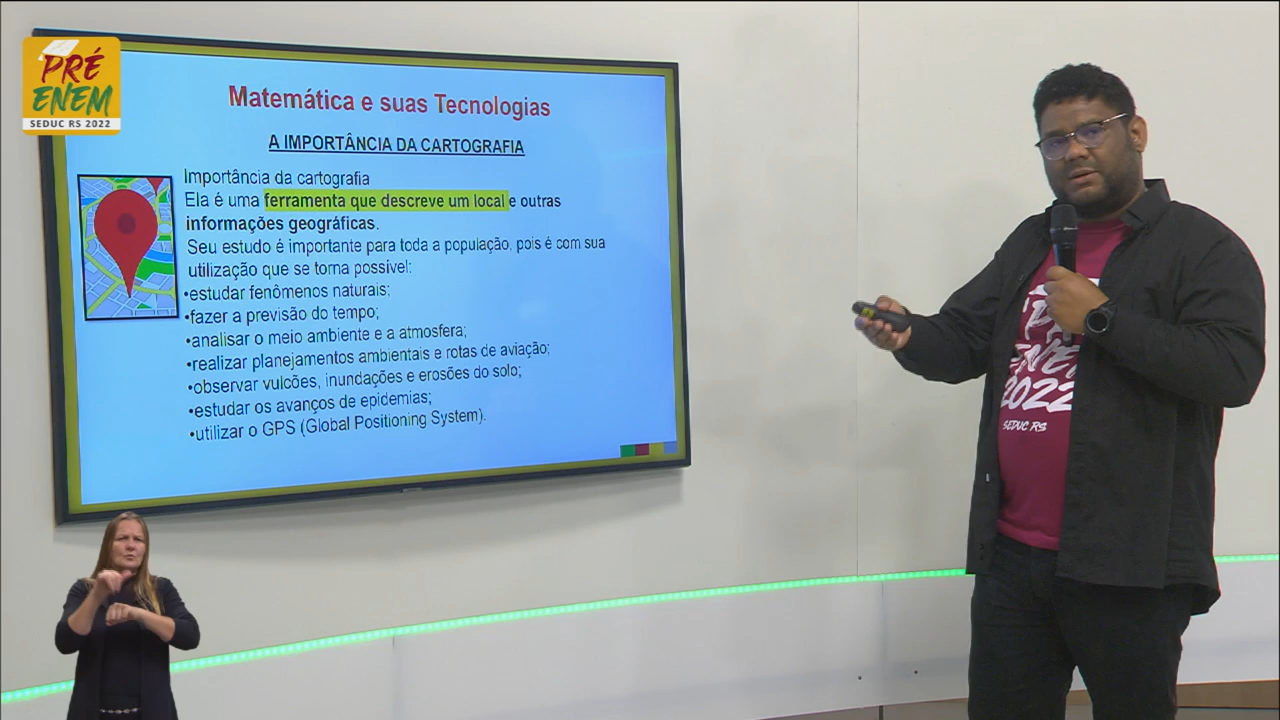 PRÉ
ENEM
SEDUC RS 2022
Matemática e suas Tecnologias
A IMPORTÂNCIA DA CARTOGRAFIA
Importância da cartografia
Ela é uma ferramenta que descreve um local e outras
informações geográficas.
Seu estudo é importante para toda a população, pois é com sua
utilização que se torna possível:
•estudar fenômenos naturais;
•fazer a previsão do tempo;
•analisar o meio ambiente e a atmosfera;
•realizar planejamentos ambientais e rotas de aviação;
•observar vulcões, inundações e erosões do solo;
•estudar os avanços de epidemias;
•utilizar o GPS (Global Positioning System).
2022
SEDUC RS